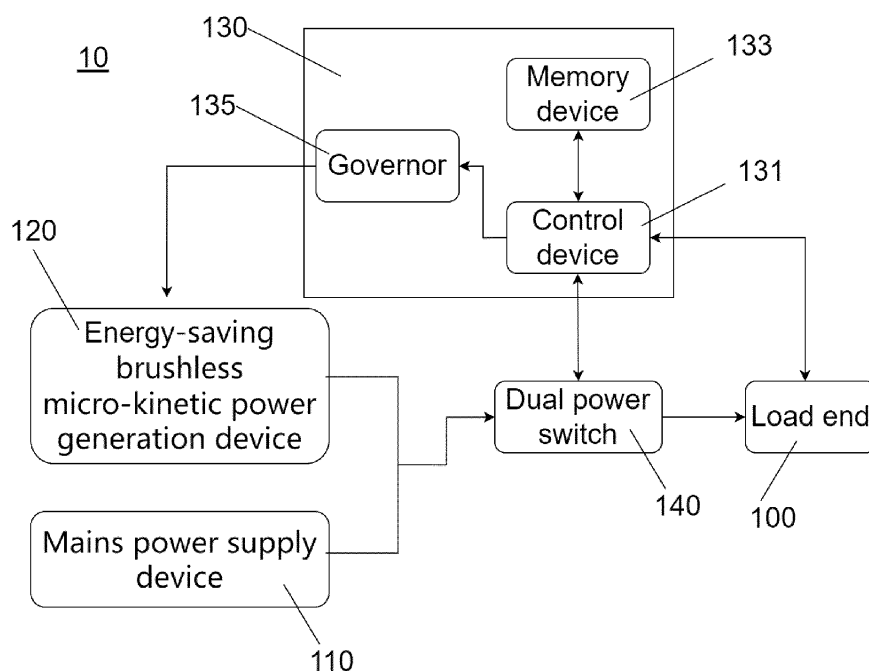 10
130
133
Memory
device
135
Governor
131
Control
device
120
Energy-saving
brushless
micro-kinetic power
generation device
Dual power
switch
Load end
140
100
Mains power supply
device
110